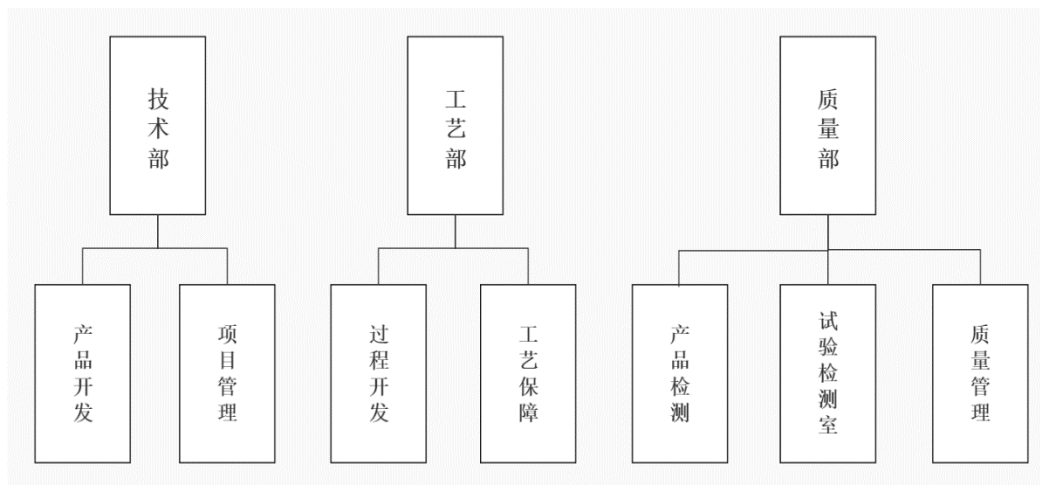 技术部
工艺部
质量部
产品开发
项目管理
过程开发
工艺保障
产品检测
试验检测室
质量管理